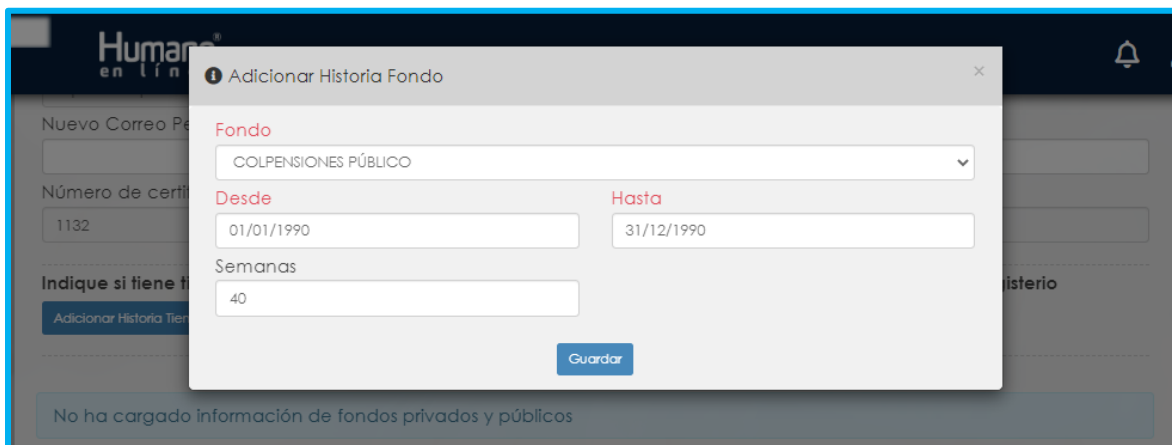 Humano®
en lín
Adicionar Historia Fondo
×
Nuevo Correo Pe
Fondo
COLPENSIONES PÚBLICO
Número de certi
Desde
Hasta
1132
01/01/1990
31/12/1990
Semanas
Indique si tiene ti
isterio
40
Adicionar Historia Tien
Guardar
No ha cargado información de fondos privados y públicos